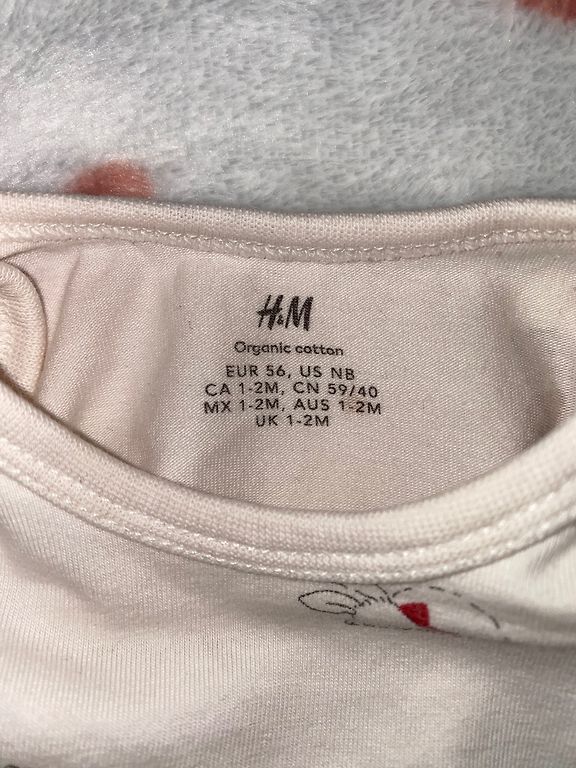 H&M
Organic cotton
EUR 56, US NB
CA 1-2M, CN 59/40
MX 1-2M, AUS 1-2M
UK 1-2M